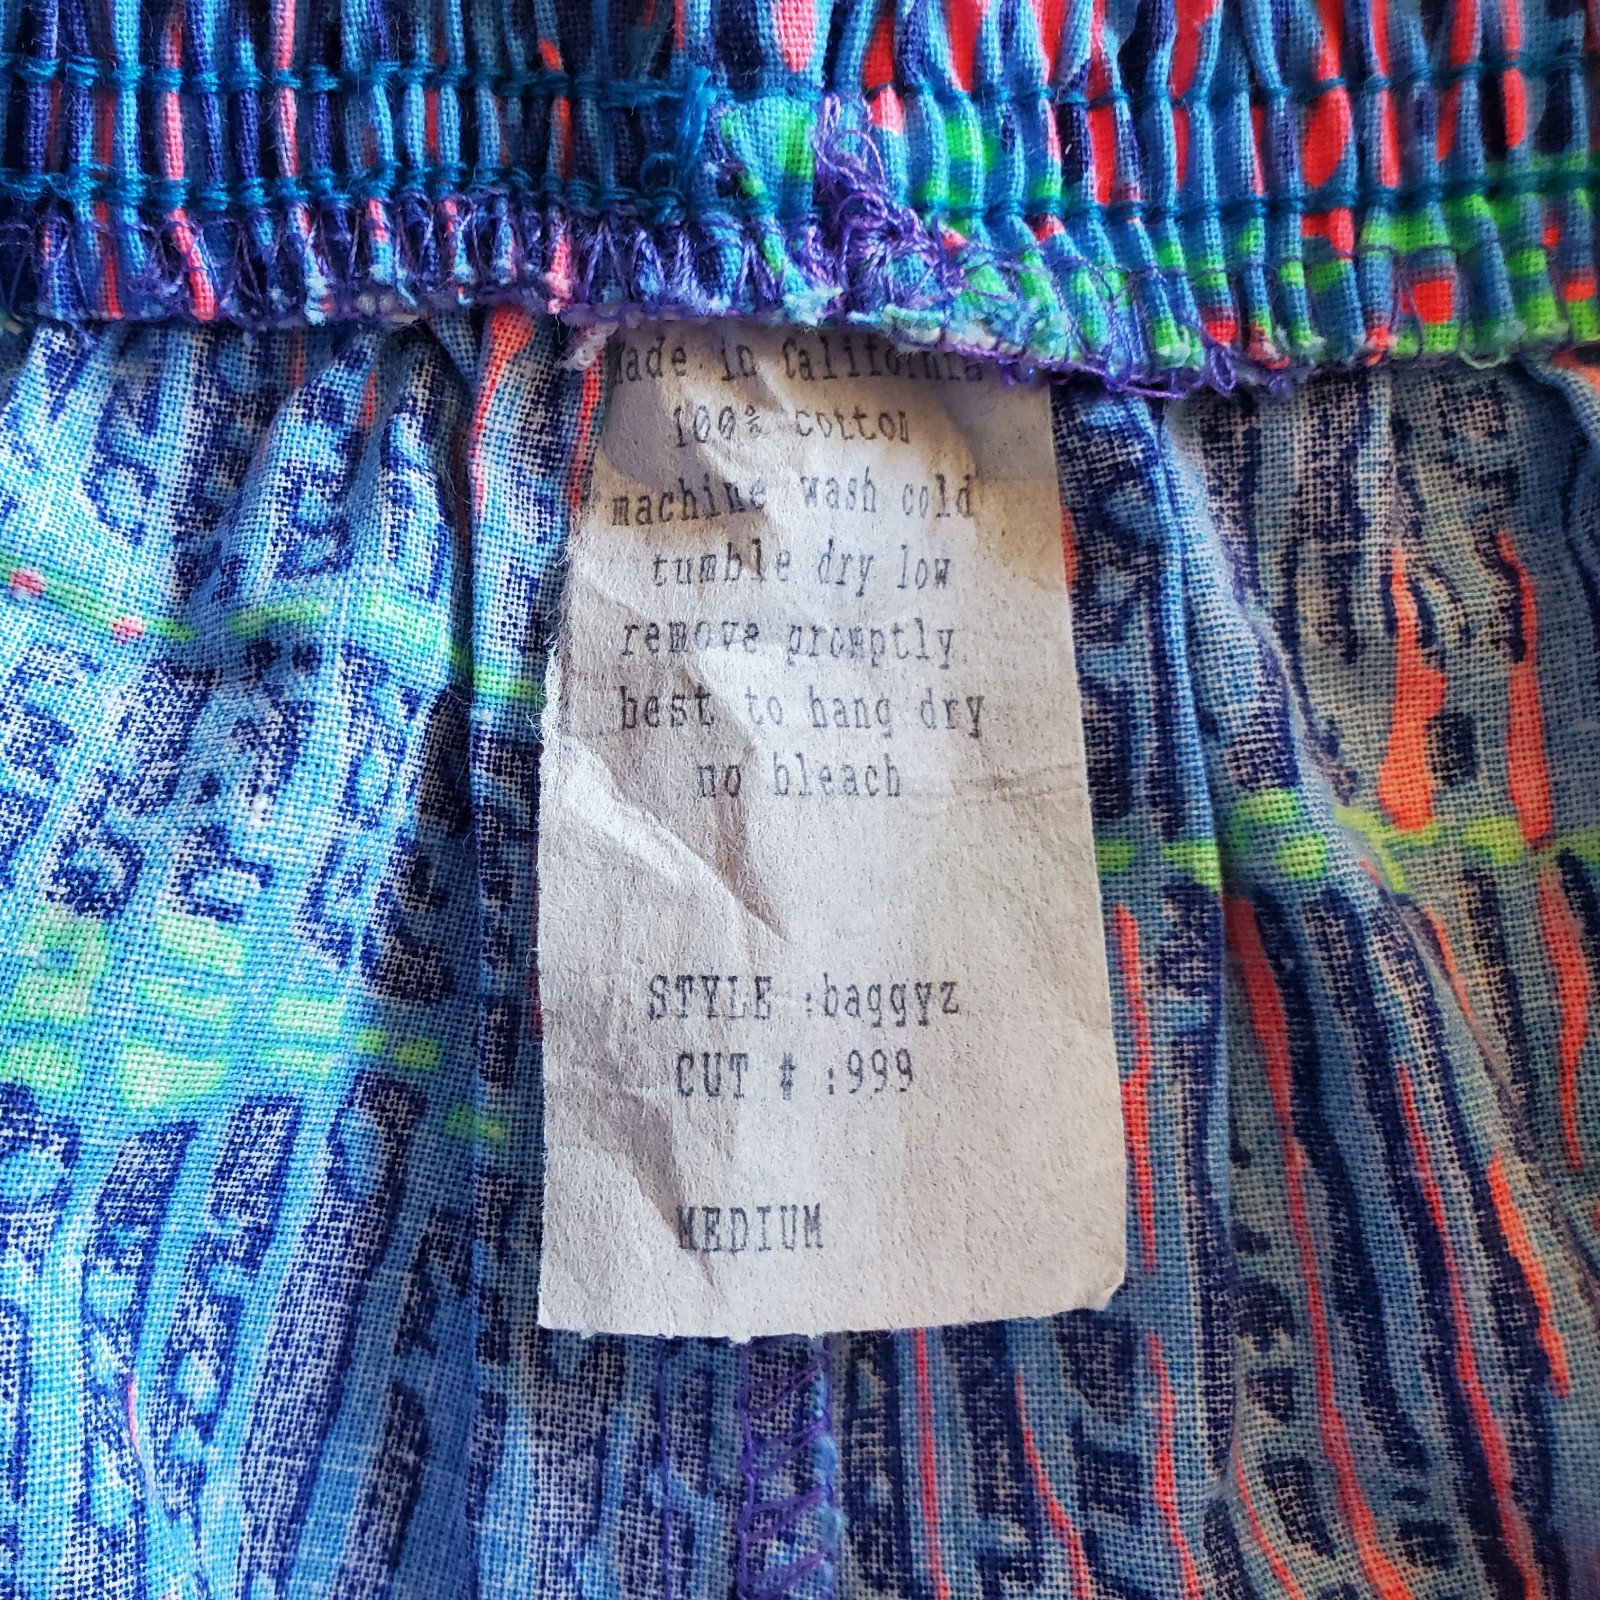 Made in California
100% cotton
machine wash cold
tumble dry low
remove promptly
best to hang dry
no bleach
STYLE :baggyz
CUT # :999
MEDIUM